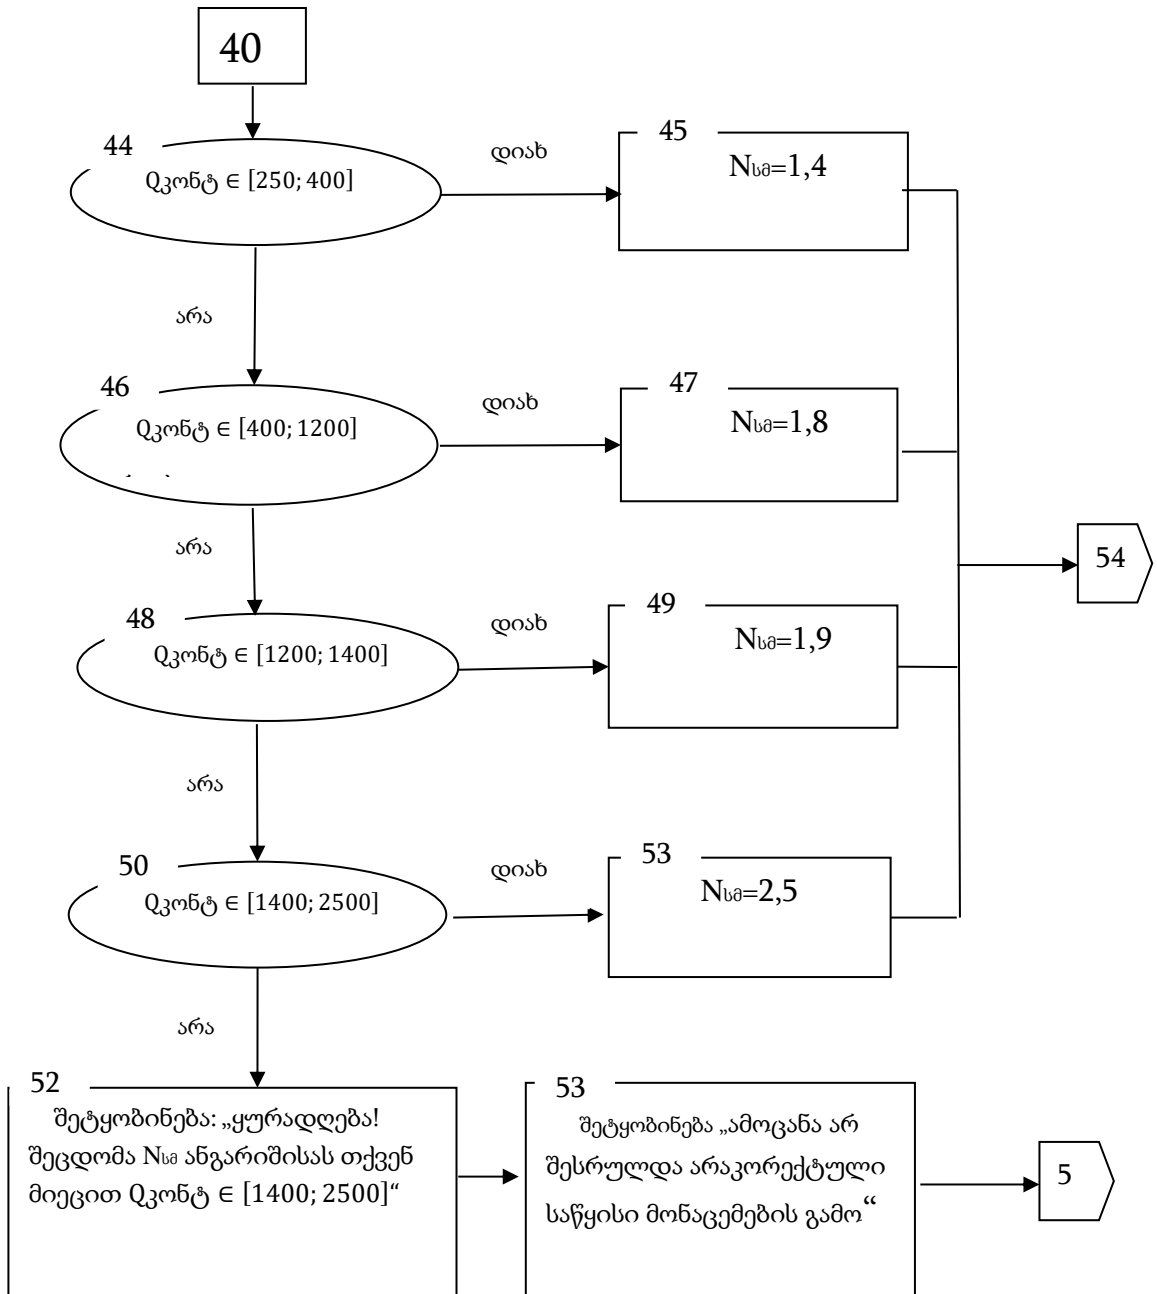 40
44
Qკონტ ∈ [250; 400]
დიახ
45
Nსმ=1,4
არა
46
Qკონტ ∈ [400; 1200]
დიახ
47
Nსმ=1,8
არა
54
48
Qკონტ ∈ [1200; 1400]
დიახ
49
Nსმ=1,9
არა
50
Qკონტ ∈ [1400; 2500]
დიახ
53
Nსმ=2,5
არა
52
შეტყობინება: „ყურადღება!
შეცდომა Nსმ ანგარიშისას თქვენ
მიეცით Qკონტ ∈ [1400; 2500]“
53
შეტყობინება „ამოცანა არ
შესრულდა არაკორექტული
საწყისი მონაცემების გამო“
5